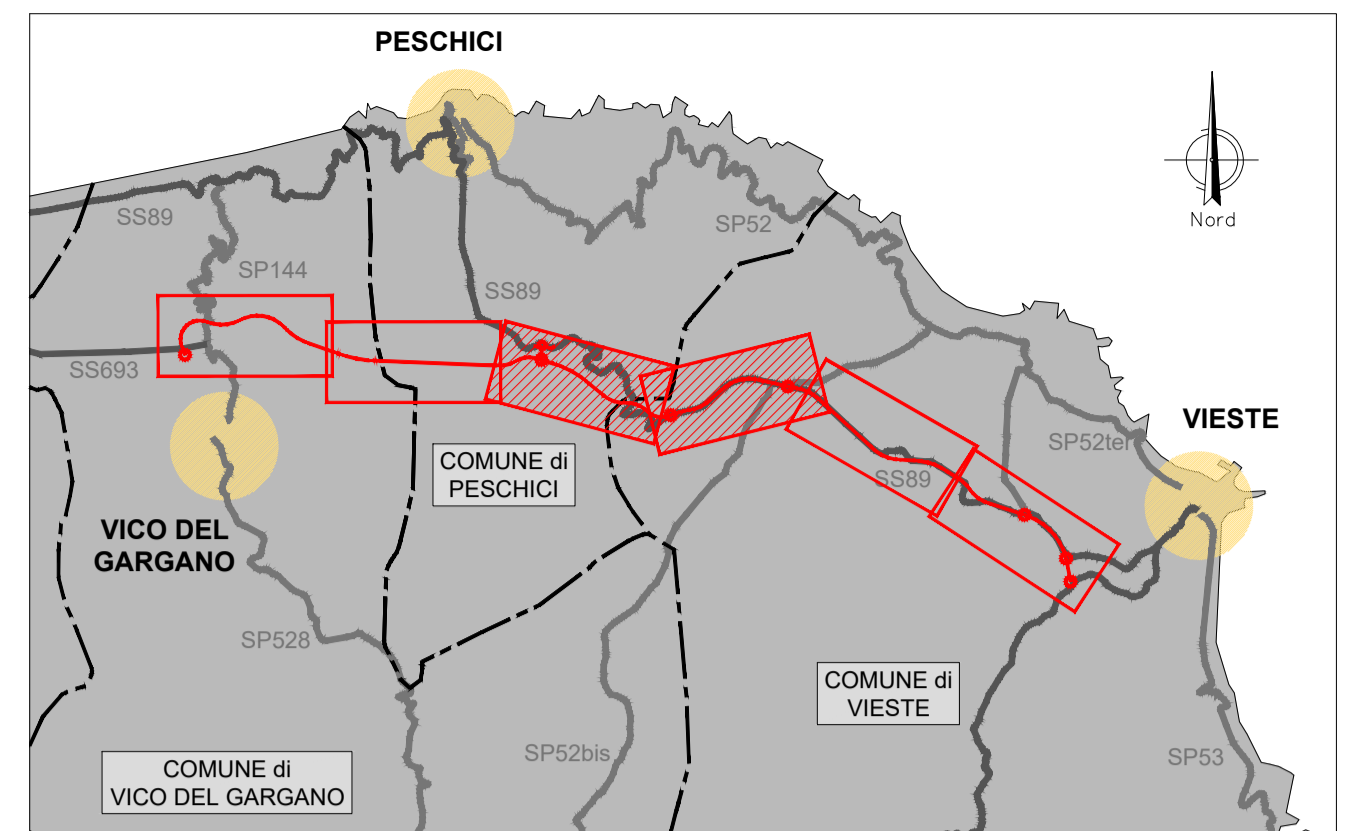 PESCHICI
Nord
SS89
SP52
SP144
SS89
SS693
VIESTE
SP52ter
COMUNE di
PESCHICI
SS89
VICO DEL
GARGANO
SP528
COMUNE di
VIESTE
SP52bis
SP53
COMUNE di
VICO DEL GARGANO